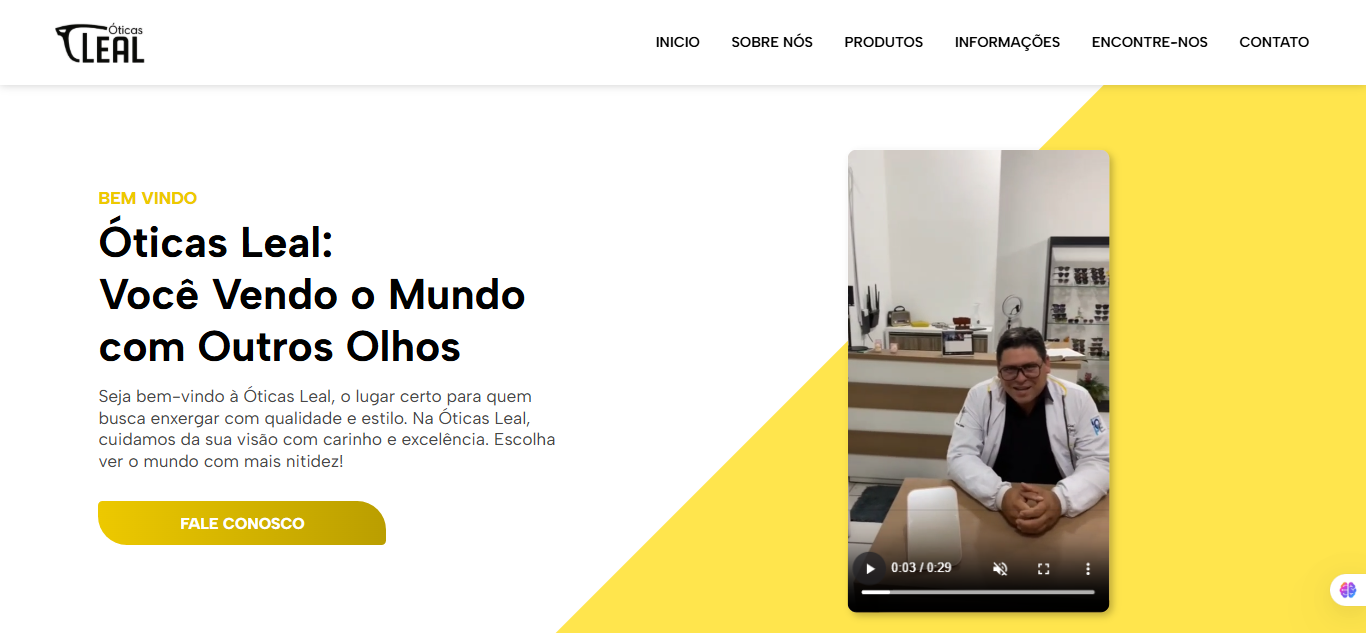 Óticas
LEAL
INICIO
SOBRE NÓS
PRODUTOS
INFORMAÇÕES
ENCONTRE-NOS
CONTATO
BEM VINDO
Óticas Leal:
Você Vendo o Mundo
com Outros Olhos
Seja bem-vindo à Óticas Leal, o lugar certo para quem
busca enxergar com qualidade e estilo. Na Óticas Leal,
cuidamos da sua visão com carinho e excelência. Escolha
ver o mundo com mais nitidez!
FALE CONOSCO
0:03 / 0:29